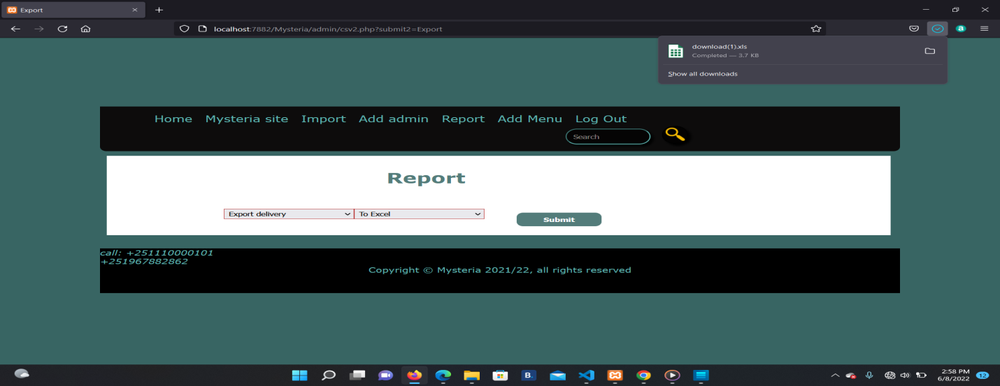 Export
localhost:7882/Mysteria/admin/csv2.php?submit2=Export
download(1).xls
Completed — 3.7 KB
Show all downloads
Home Mysteria site Import Add admin Report Add Menu Log Out
Search
Report
Export delivery To Excel Submit
call: +251110000101
+251967882862
Copyright © Mysteria 2021/22, all rights reserved
B.
2:58 PM
6/8/2022 12